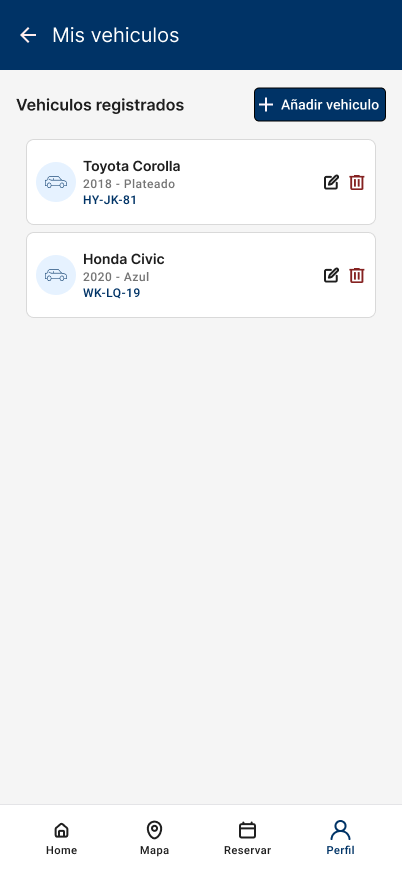 Mis vehiculos
Vehiculos registrados
Añadir vehiculo
Toyota Corolla
2018 - Plateado
HY-JK-81
Honda Civic
2020 - Azul
WK-LQ-19
Home
Mapa
Reservar
Perfil